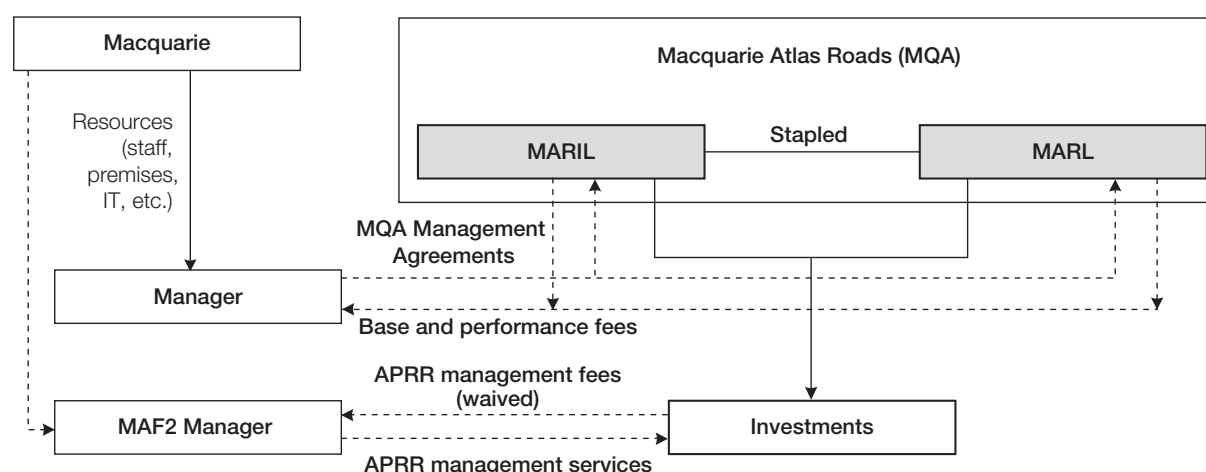 Macquarie
Macquarie Atlas Roads (MQA)
Resources
(staff,
premises,
IT, etc.)
MARIL
Stapled
MARL
MQA Management
Agreements
Manager
Base and performance fees
APRR management fees
(waived)
MAF2 Manager
Investments
APRR management services